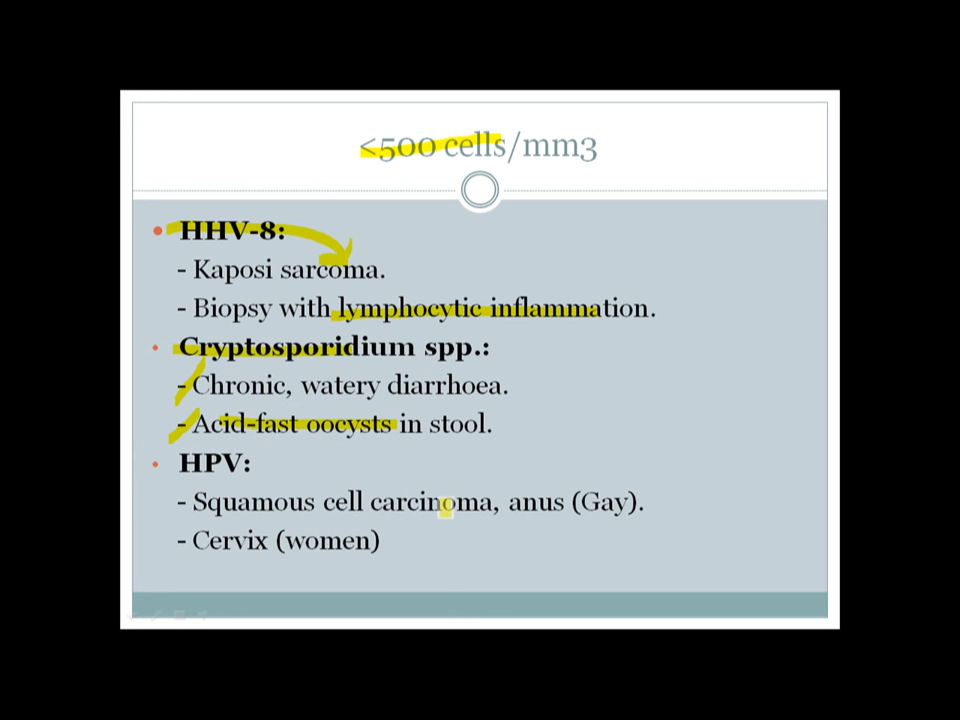 <500 cells/mm3
• HHV-8:
- Kaposi sarcoma.
- Biopsy with lymphocytic inflammation.
• Cryptosporidium spp.:
- Chronic, watery diarrhoea.
- Acid-fast oocysts in stool.
• HPV:
- Squamous cell carcinoma, anus (Gay).
- Cervix (women)